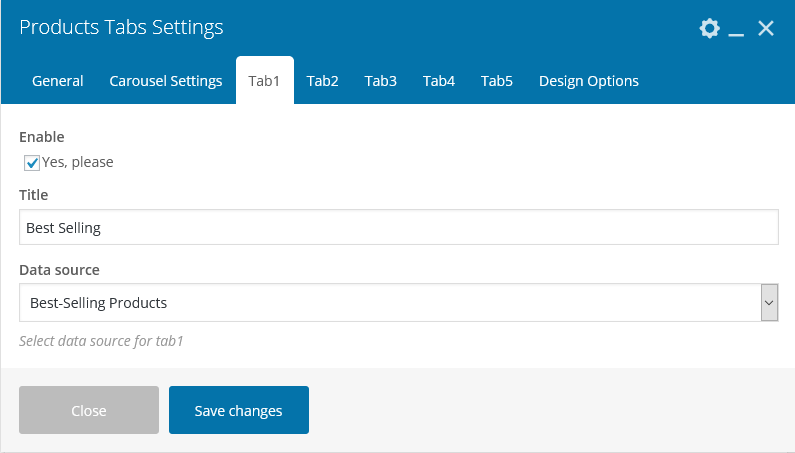 Products Tabs Settings
General Carousel Settings Tab1 Tab2 Tab3 Tab4 Tab5 Design Options
Enable
Yes, please
Title
Best Selling
Data source
Best-Selling Products
Select data source for tab1
Close Save changes